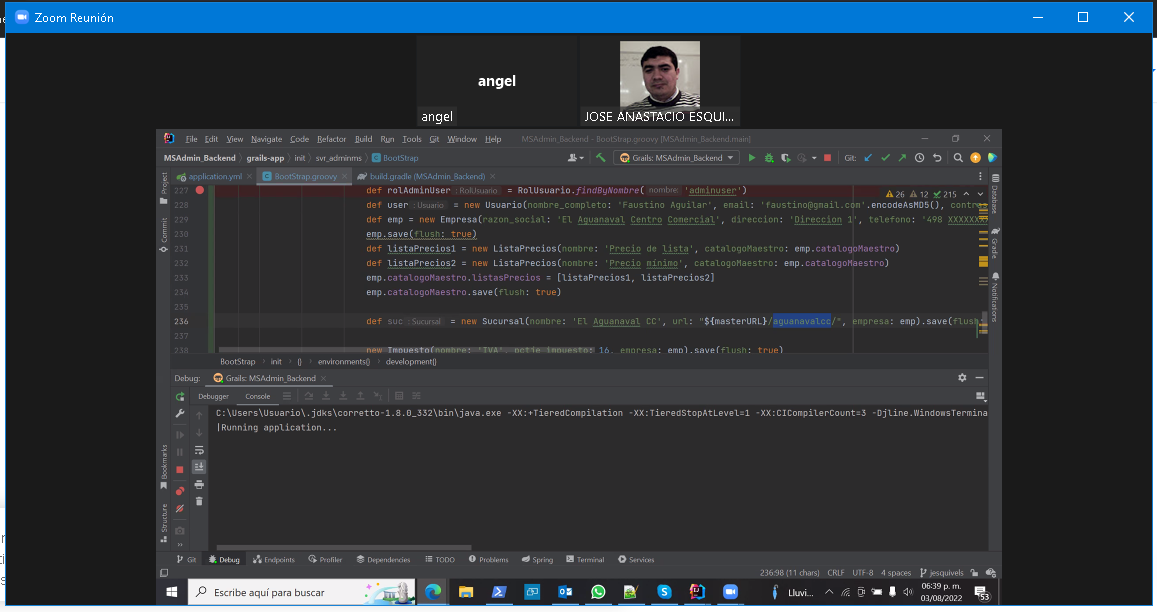 Zoom Reunión
angel
angel
JOSE ANASTACIO ESQUI...
File Edit View Navigate Code Refactor Build Run Tools Git Window Help MSAdmin_Backend - BootStrap.groovy [MSAdmin_Backend.main]
MSAdmin_Backend grails-app init svr_adminms BootStrap Grails: MSAdmin_Backend Git:
application.yml BootStrap.groovy build.gradle (MSAdmin_Backend)
26 12 215
227 def rolAdminUser : RolUsuario = RolUsuario.findByNombre( nombre: 'adminuser')
228 def user : Usuario = new Usuario(nombre_completo: 'Faustino Aguilar', email: 'faustino@gmail.com'.encodeAsMD5(), contr
229 def emp = new Empresa(razon_social: 'El Aguanaval Centro Comercial', direccion: 'Direccion 1', telefono: '498 XXXXXX
230 emp.save(flush: true)
231 def listaPrecios1 = new ListaPrecios(nombre: 'Precio de lista', catalogoMaestro: emp.catalogoMaestro)
232 def listaPrecios2 = new ListaPrecios(nombre: 'Precio mínimo', catalogoMaestro: emp.catalogoMaestro)
233 emp.catalogoMaestro.listasPrecios = [listaPrecios1, listaPrecios2]
234 emp.catalogoMaestro.save(flush: true)
235
236 def suc : Sucursal = new Sucursal(nombre: 'El Aguanaval CC', url: "${masterURL}/aguanavalcc/", empresa: emp).save(flush
237
238 new Impuesto(nombre: 'IVA', pctje_impuesto: 16, empresa: emp).save(flush: true)
BootStrap init {} environments{} development{}
Debug: Grails: MSAdmin_Backend
Debugger Console
C:\Users\Usuario\.jdks\corretto-1.8.0_332\bin\java.exe -XX:+TieredCompilation -XX:TieredStopAtLevel=1 -XX:CICompilerCount=3 -Djline.WindowsTermina
|Running application...
Project
Commit
Bookmarks
Structure
Database
Gradle
Notifications
Git Debug Endpoints Profiler Dependencies TODO Problems Spring Terminal Services
236:98 (11 chars) CRLF UTF-8 4 spaces jesquivels
Escribe aquí para buscar
Lluvi...
06:39 p. m.
03/08/2022
53